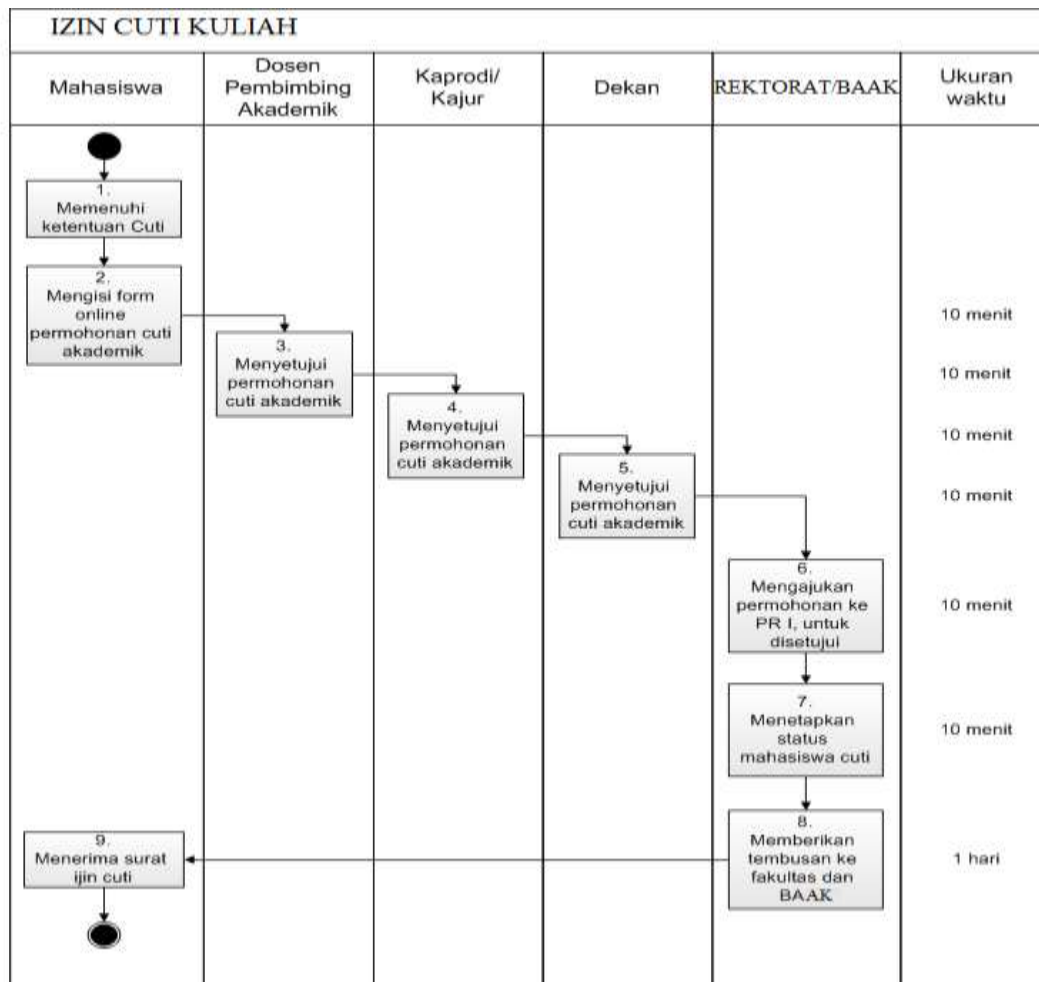 IZIN CUTI KULIAH
Mahasiswa
Dosen
Pembimbing
Akademik
Kaprodi/
Kajur
Dekan
REKTORAT/BAAK
Ukuran
waktu
1.
Memenuhi
ketentuan Cuti
2.
Mengisi form
online
permohonan cuti
akademik
10 menit
3.
Menyetujui
permohonan
cuti akademik
10 menit
4.
Menyetujui
permohonan
cuti akademik
10 menit
5.
Menyetujui
permohonan
cuti akademik
10 menit
6.
Mengajukan
permohonan ke
PR I, untuk
disetujui
10 menit
7.
Menetapkan
status
mahasiswa cuti
10 menit
8.
Memberikan
tembusan ke
fakultas dan
BAAK
1 hari
9.
Menerima surat
ijin cuti